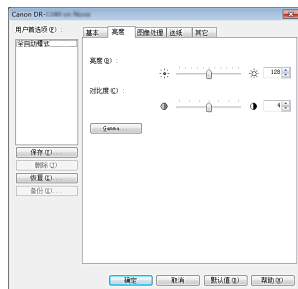 Canon DR-
用户首选项(F):
全自动模式
保存(I)...
删除(J)
恢复(L)...
备份(K)...
基本 亮度 图像处理 送纸 其它
亮度(B):
128
对比度(C):
4
Gamma...
确定 取消 默认值(D) 帮助(H)